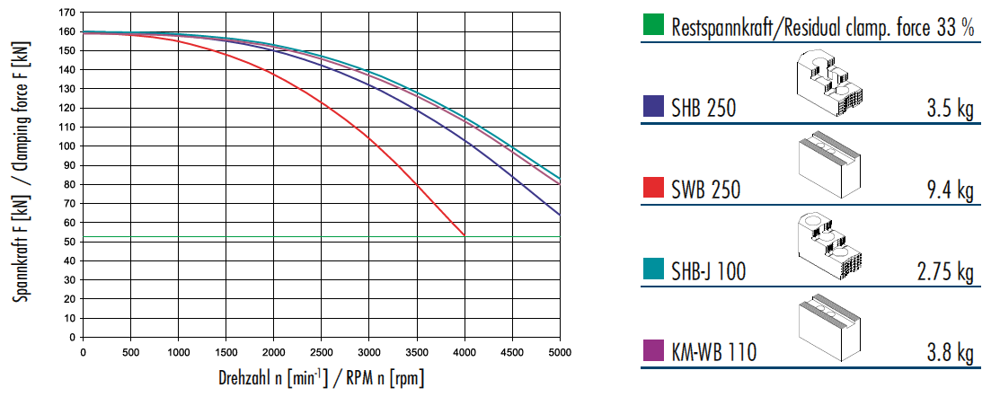 Spannkraft F [kN] / Clamping force F [kN]
170
160
150
140
130
120
110
100
90
80
70
60
50
40
30
20
10
0
0 500 1000 1500 2000 2500 3000 3500 4000 4500 5000
Drehzahl n [min⁻¹] / RPM n [rpm]
Restspannkraft/Residual clamp. force 33 %
SHB 250 3.5 kg
SWB 250 9.4 kg
SHB-J 100 2.75 kg
KM-WB 110 3.8 kg